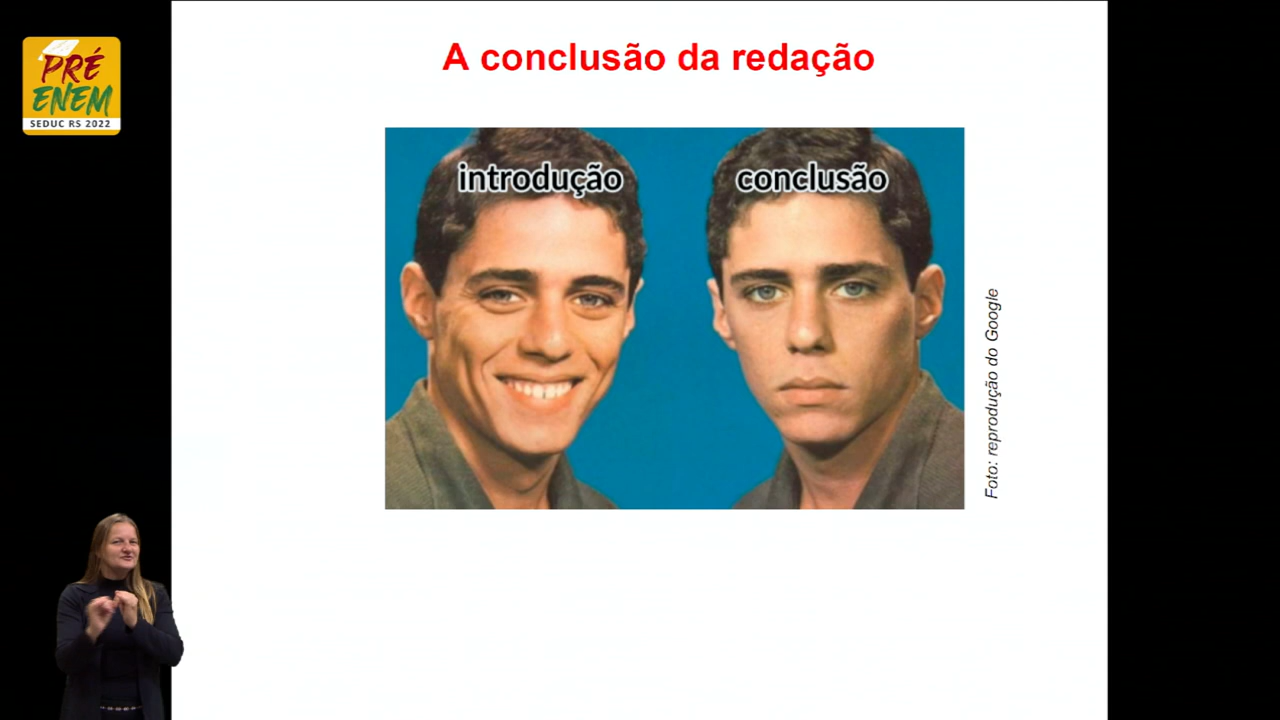 A conclusão da redação
PRÉ
ENEM
SEDUC RS 2022
introdução
conclusão
Foto: reprodução do Google